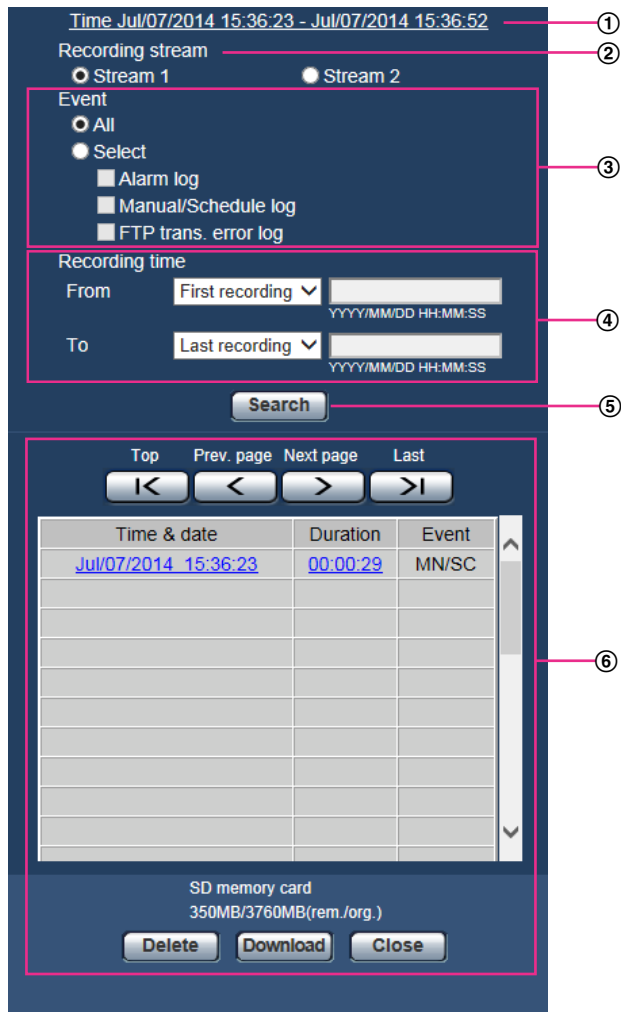 Time Jul/07/2014 15:36:23 - Jul/07/2014 15:36:52 ①
Recording stream ②
Stream 1 Stream 2
Event
All
Select ③
Alarm log
Manual/Schedule log
FTP trans. error log
Recording time
From First recording
YYYY/MM/DD HH:MM:SS
④
To Last recording
YYYY/MM/DD HH:MM:SS
Search ⑤
Top Prev. page Next page Last
I< < > >I
Time & date Duration Event
Jul/07/2014 15:36:23 00:00:29 MN/SC
⑥
SD memory card
350MB/3760MB(rem./org.)
Delete Download Close